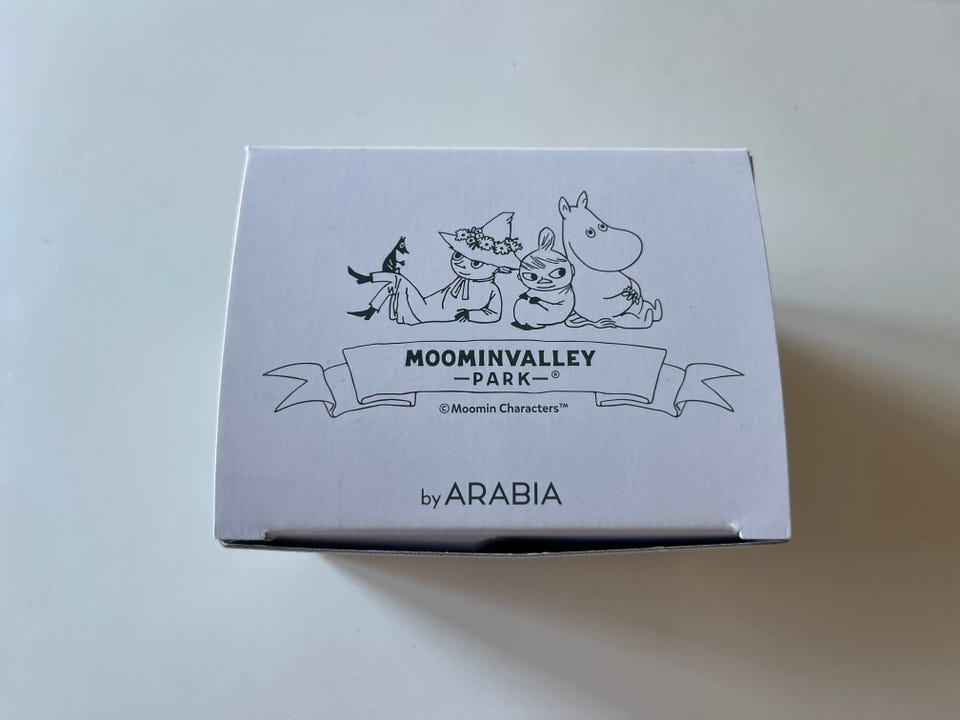 MOOMINVALLEY
—PARK—®
©Moomin Characters™
by ARABIA